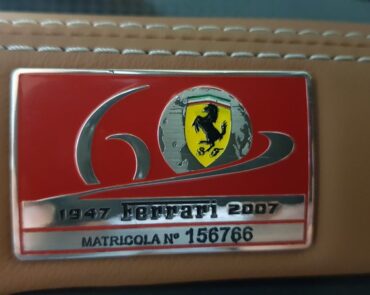 60
S F
1947 Ferrari 2007
MATRICOLA Nº 156766